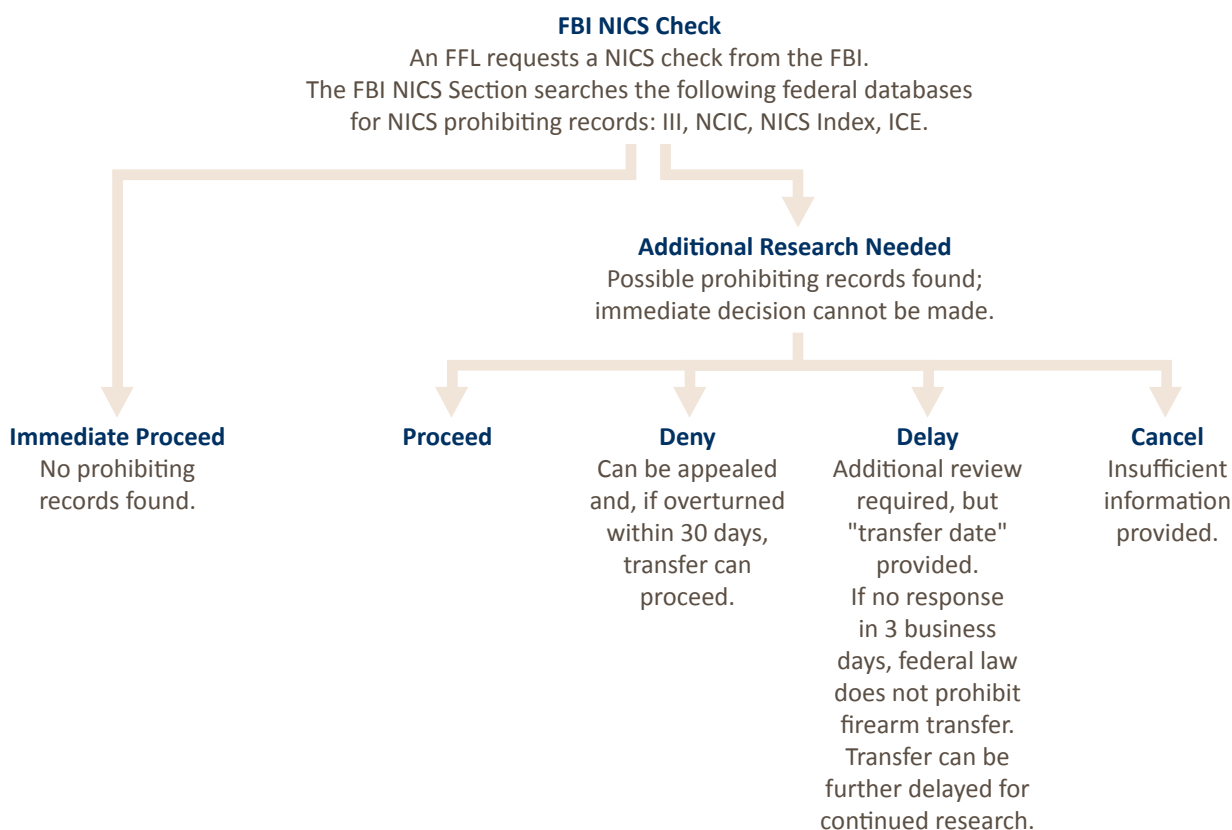 FBI NICS Check
An FFL requests a NICS check from the FBI.
The FBI NICS Section searches the following federal databases
for NICS prohibiting records: III, NCIC, NICS Index, ICE.
Additional Research Needed
Possible prohibiting records found;
immediate decision cannot be made.
Immediate Proceed
No prohibiting
records found.
Proceed
Deny
Can be appealed
and, if overturned
within 30 days,
transfer can
proceed.
Delay
Additional review
required, but
"transfer date"
provided.
If no response
in 3 business
days, federal law
does not prohibit
firearm transfer.
Transfer can be
further delayed for
continued research.
Cancel
Insufficient
information
provided.